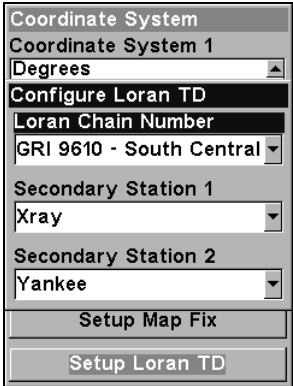 Coordinate System
Coordinate System 1
Degrees
Configure Loran TD
Loran Chain Number
GRI 9610 - South Central
Secondary Station 1
Xray
Secondary Station 2
Yankee
Setup Map Fix
Setup Loran TD